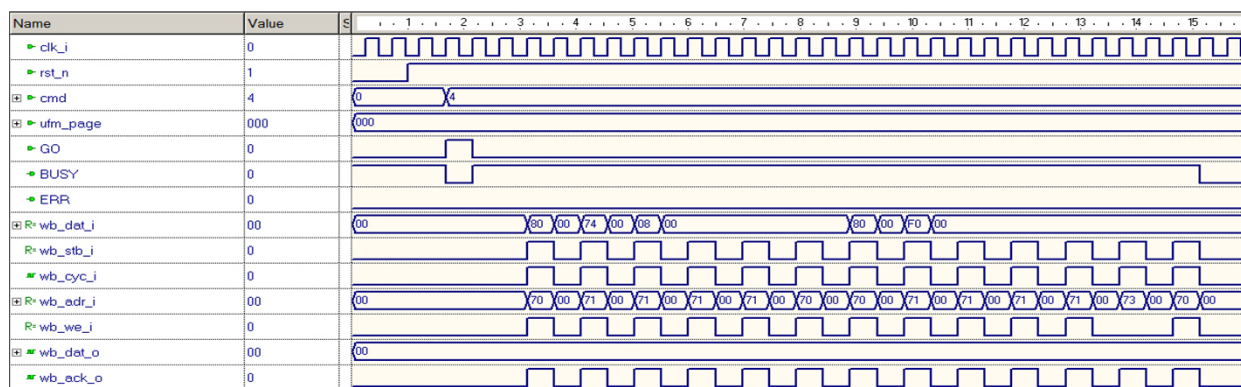 Name Value S 1 2 3 4 5 6 7 8 9 10 11 12 13 14 15
clk_i 0
rst_n 1
cmd 4 0 4
ufm_page 000 000
GO 0
BUSY 0
ERR 0
wb_dat_i 00 00 80 00 74 00 08 00 80 00 F0 00
wb_stb_i 0
wb_cyc_i 0
wb_adr_i 00 00 70 00 71 00 71 00 71 00 71 00 70 00 70 00 71 00 71 00 71 00 71 00 73 00 70 00
wb_we_i 0
wb_dat_o 00 00
wb_ack_o 0